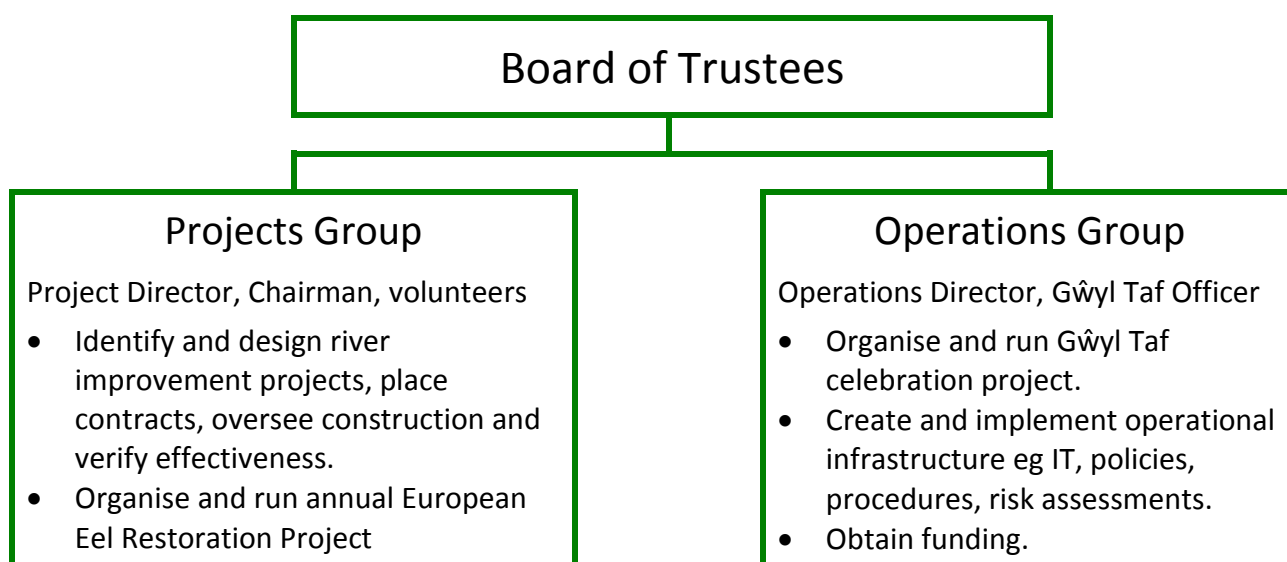 Board of Trustees
Projects Group
Project Director, Chairman, volunteers
• Identify and design river
improvement projects, place
contracts, oversee construction and
verify effectiveness.
• Organise and run annual European
Eel Restoration Project
Operations Group
Operations Director, Gŵyl Taf Officer
• Organise and run Gŵyl Taf
celebration project.
• Create and implement operational
infrastructure eg IT, policies,
procedures, risk assessments.
• Obtain funding.